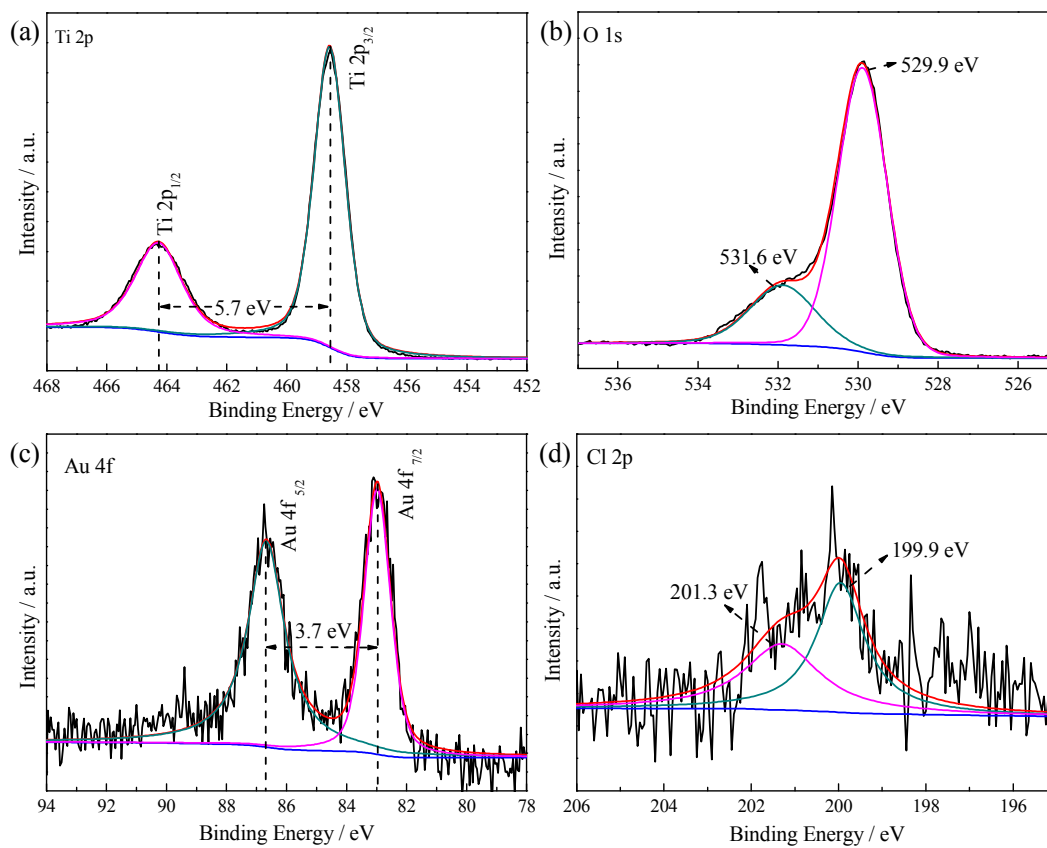 (a)
Ti 2p
Ti 2p1/2
Ti 2p3/2
5.7 eV
Intensity / a.u.
468 466 464 462 460 458 456 454 452
Binding Energy / eV
(b)
O 1s
529.9 eV
531.6 eV
Intensity / a.u.
536 534 532 530 528 526
Binding Energy / eV
(c)
Au 4f
Au 4f 5/2
Au 4f 7/2
3.7 eV
Intensity / a.u.
94 92 90 88 86 84 82 80 78
Binding Energy / eV
(d)
Cl 2p
199.9 eV
201.3 eV
Intensity / a.u.
206 204 202 200 198 196
Binding Energy / eV